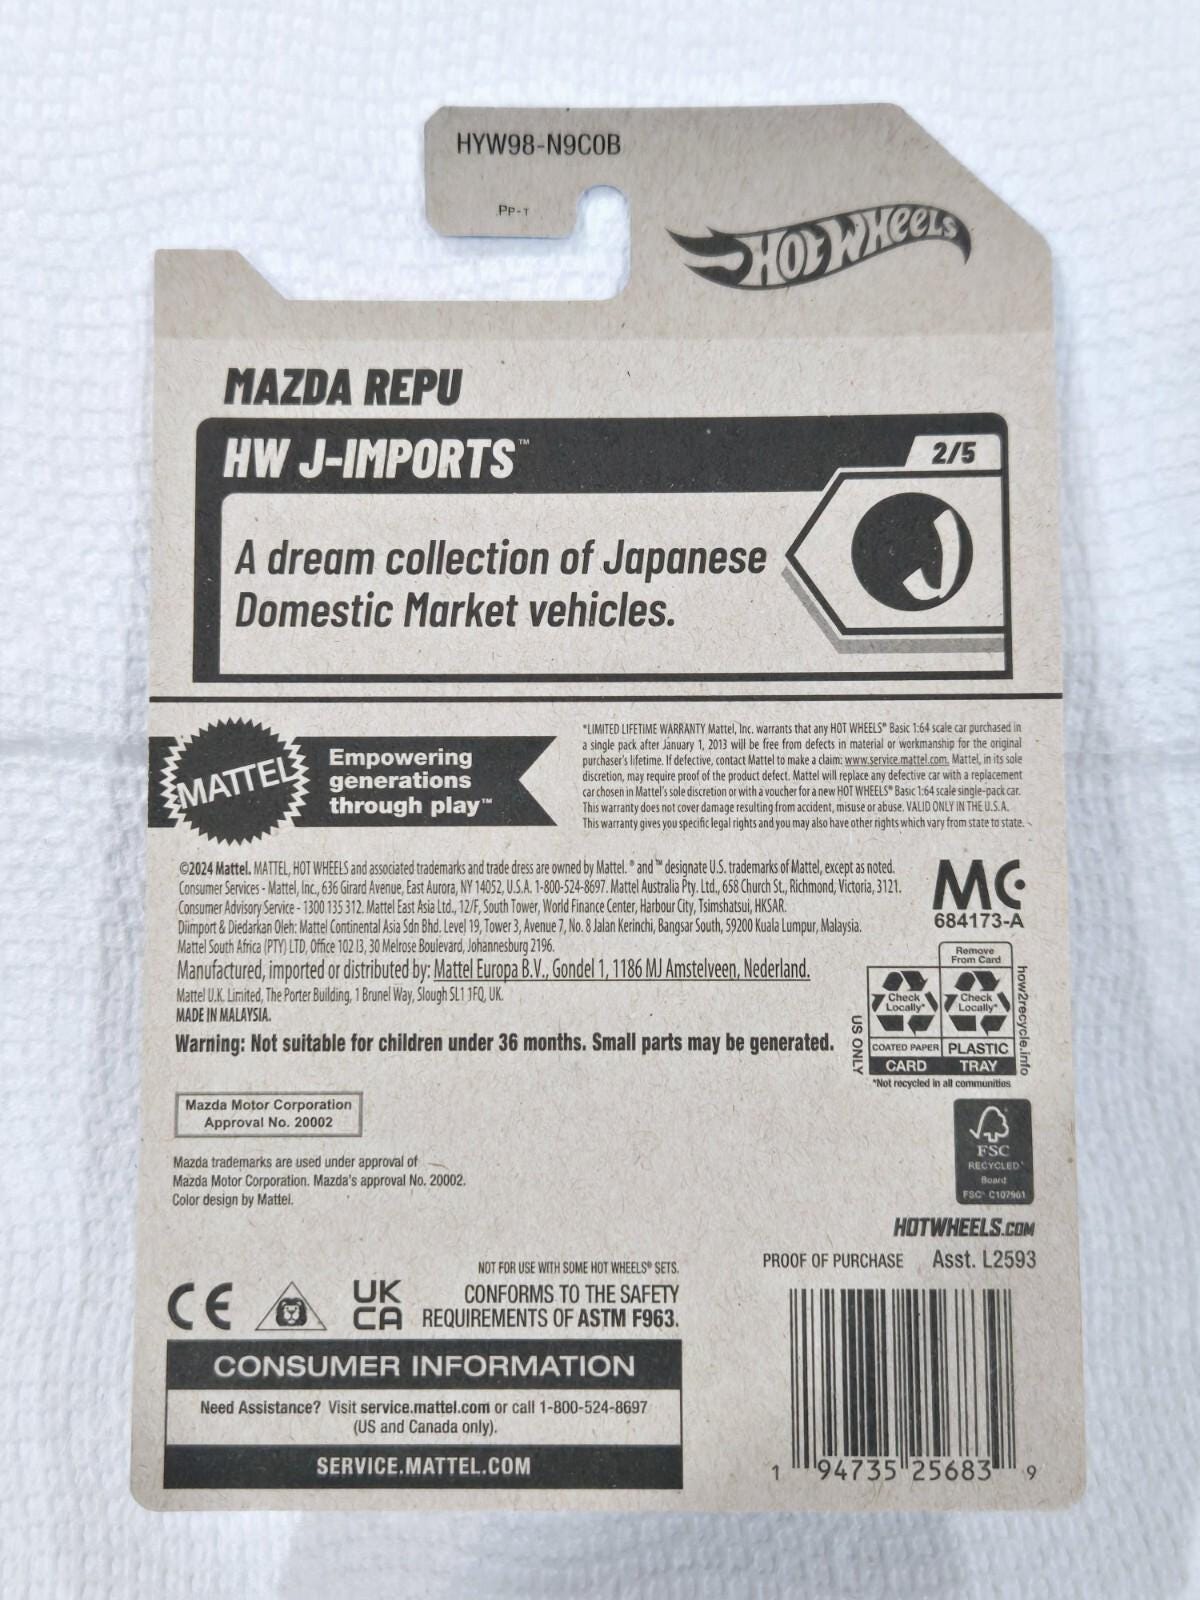 HYW98-N9C0B
PP-T
HOT WHEELS
MAZDA REPU
HW J-IMPORTS™
2/5
A dream collection of Japanese
Domestic Market vehicles.
MATTEL
Empowering
generations
through play™
*LIMITED LIFETIME WARRANTY Mattel, Inc. warrants that any HOT WHEELS® Basic 1:64 scale car purchased in
a single pack after January 1, 2013 will be free from defects in material or workmanship for the original
purchaser's lifetime. If defective, contact Mattel to make a claim: www.service.mattel.com. Mattel, in its sole
discretion, may require proof of the product defect. Mattel will replace any defective car with a replacement
car chosen in Mattel's sole discretion or with a voucher for a new HOT WHEELS® Basic 1:64 scale single-pack car.
This warranty does not cover damage resulting from accident, misuse or abuse. VALID ONLY IN THE U.S.A.
This warranty gives you specific legal rights and you may also have other rights which vary from state to state.
©2024 Mattel. MATTEL, HOT WHEELS and associated trademarks and trade dress are owned by Mattel. ® and ™ designate U.S. trademarks of Mattel, except as noted.
Consumer Services - Mattel, Inc., 636 Girard Avenue, East Aurora, NY 14052, U.S.A. 1-800-524-8697. Mattel Australia Pty. Ltd., 658 Church St., Richmond, Victoria, 3121.
Consumer Advisory Service - 1300 135 312. Mattel East Asia Ltd., 12/F, South Tower, World Finance Center, Harbour City, Tsimshatsui, HKSAR.
Diimport & Diedarkan Oleh: Mattel Continental Asia Sdn Bhd. Level 19, Tower 3, Avenue 7, No. 8 Jalan Kerinchi, Bangsar South, 59200 Kuala Lumpur, Malaysia.
Mattel South Africa (PTY) LTD, Office 102 I3, 30 Melrose Boulevard, Johannesburg 2196.
Manufactured, imported or distributed by: Mattel Europa B.V., Gondel 1, 1186 MJ Amstelveen, Nederland.
Mattel U.K. Limited, The Porter Building, 1 Brunel Way, Slough SL1 1FQ, UK.
MADE IN MALAYSIA.
Warning: Not suitable for children under 36 months. Small parts may be generated.
MC
684173-A
Remove
From Card
Check
Locally*
Check
Locally*
COATED PAPER
PLASTIC
CARD
TRAY
US ONLY
how2recycle.info
*Not recycled in all communities
Mazda Motor Corporation
Approval No. 20002
Mazda trademarks are used under approval of
Mazda Motor Corporation. Mazda's approval No. 20002.
Color design by Mattel.
FSC
RECYCLED
Board
FSC® C107961
HOTWHEELS.COM
PROOF OF PURCHASE
Asst. L2593
NOT FOR USE WITH SOME HOT WHEELS® SETS.
CONFORMS TO THE SAFETY
REQUIREMENTS OF ASTM F963.
CE
UK
CA
CONSUMER INFORMATION
Need Assistance? Visit service.mattel.com or call 1-800-524-8697
(US and Canada only).
SERVICE.MATTEL.COM
1 94735 25683 9